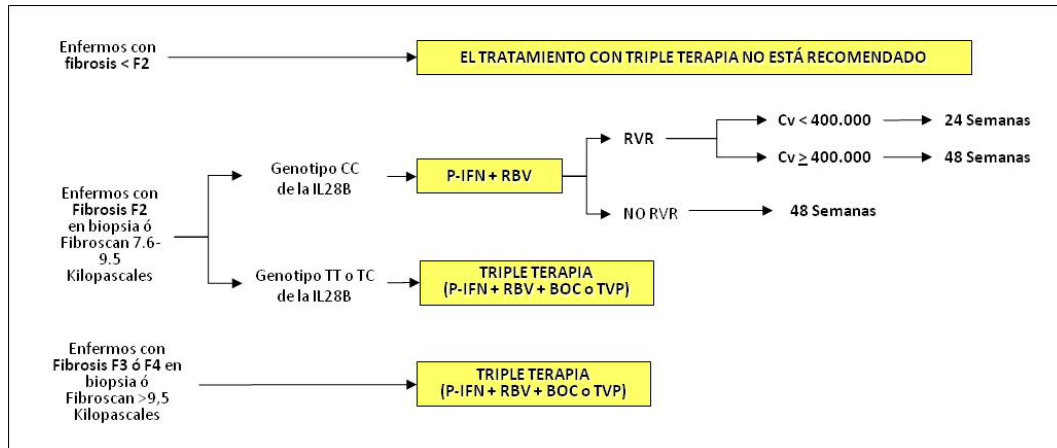 Enfermos con
fibrosis < F2
EL TRATAMIENTO CON TRIPLE TERAPIA NO ESTÁ RECOMENDADO
Enfermos con
Fibrosis F2
en biopsia ó
Fibroscan 7.6-
9.5
Kilopascales
Genotipo CC
de la IL28B
P-IFN + RBV
RVR
Cv < 400.000
24 Semanas
Cv ≥ 400.000
48 Semanas
NO RVR
48 Semanas
Genotipo TT o TC
de la IL28B
TRIPLE TERAPIA
(P-IFN + RBV + BOC o TVP)
Enfermos con
Fibrosis F3 ó F4 en
biopsia ó
Fibroscan >9,5
Kilopascales
TRIPLE TERAPIA
(P-IFN + RBV + BOC o TVP)